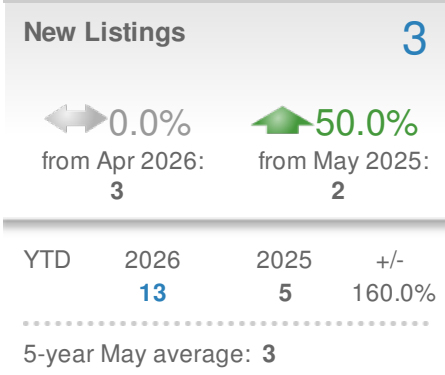 New Listings 3
0.0% 50.0%
from Apr 2026: from May 2025:
3 2
YTD 2026 2025 +/-
13 5 160.0%
5-year May average: 3